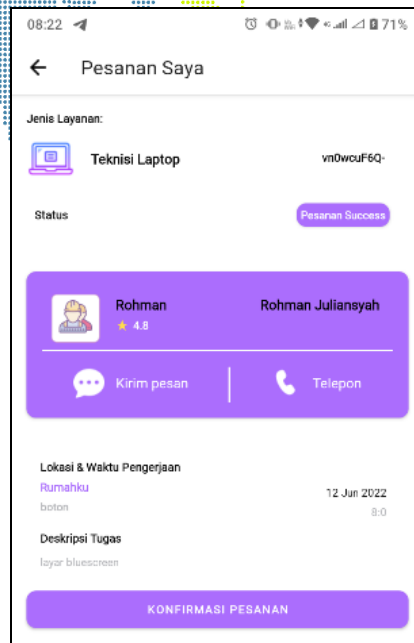 08:22 71%
Pesanan Saya
Jenis Layanan:
Teknisi Laptop vn0wcuF6Q-
Status Pesanan Success
Rohman Rohman Juliansyah
4.8
Kirim pesan Telepon
Lokasi & Waktu Pengerjaan
Rumahku 12 Jun 2022
boton 8:0
Deskripsi Tugas
layar bluescreen
KONFIRMASI PESANAN